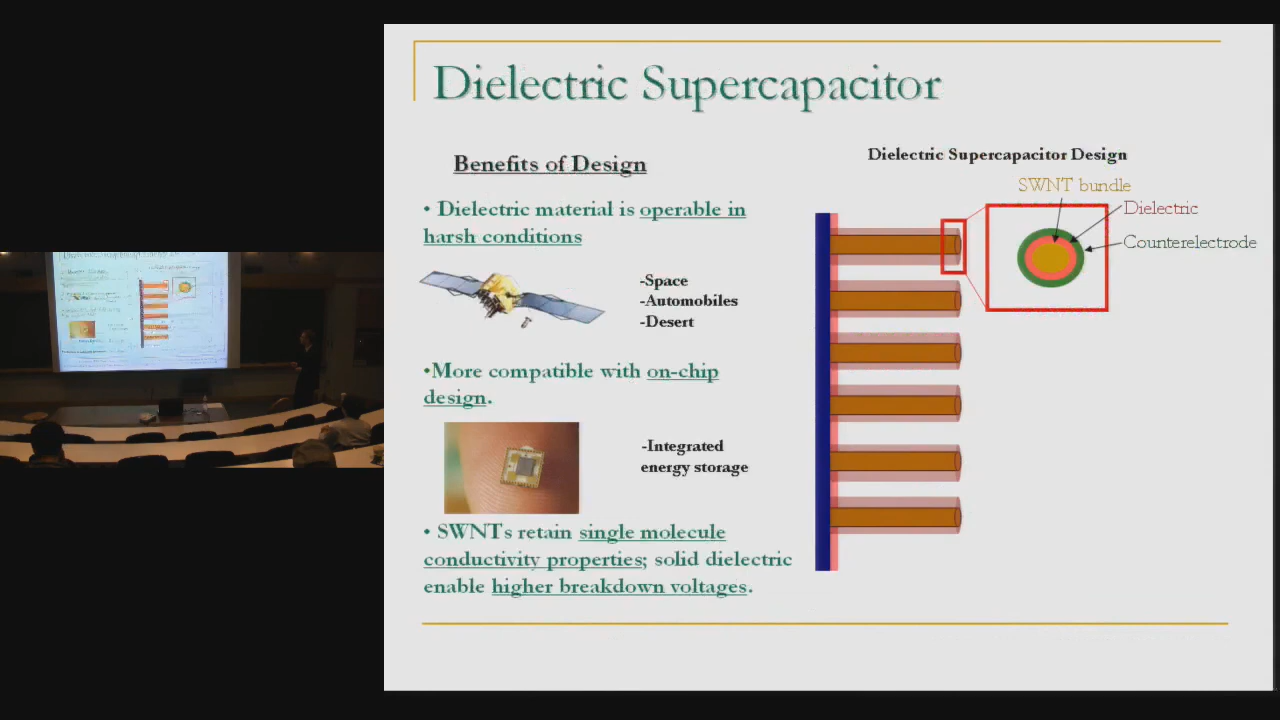 Dielectric Supercapacitor
Benefits of Design
• Dielectric material is operable in
harsh conditions
-Space
-Automobiles
-Desert
•More compatible with on-chip
design.
-Integrated
energy storage
• SWNTs retain single molecule
conductivity properties; solid dielectric
enable higher breakdown voltages.
Dielectric Supercapacitor Design
SWNT bundle
Dielectric
Counterelectrode